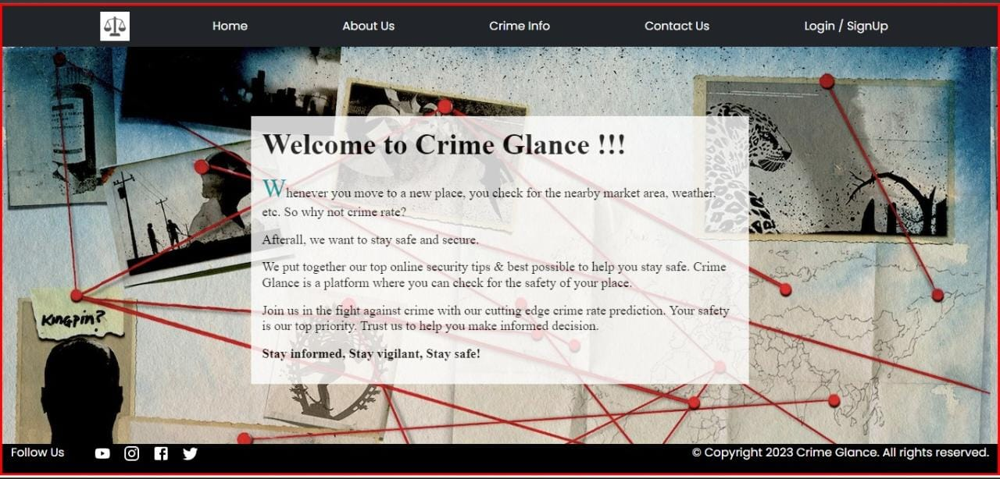 Home About Us Crime Info Contact Us Login / SignUp
Welcome to Crime Glance !!!
Whenever you move to a new place, you check for the nearby market area, weather,
etc. So why not crime rate?
Afterall, we want to stay safe and secure.
We put together our top online security tips & best possible to help you stay safe. Crime
Glance is a platform where you can check for the safety of your place.
Join us in the fight against crime with our cutting edge crime rate prediction. Your safety
is our top priority. Trust us to help you make informed decision.
Stay informed, Stay vigilant, Stay safe!
Kingpin?
Follow Us © Copyright 2023 Crime Glance. All rights reserved.